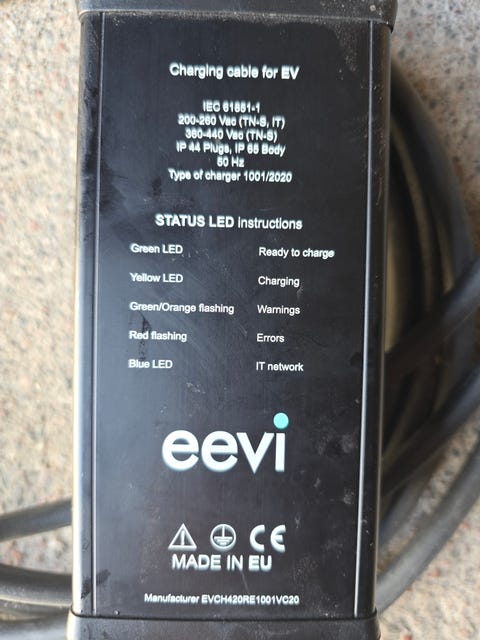 Charging cable for EV
IEC 61851-1
200-260 Vac (TN-S, IT)
360-440 Vac (TN-S)
IP 44 Plugs, IP 65 Body
50 Hz
Type of charger 1001/2020
STATUS LED instructions
Green LED Ready to charge
Yellow LED Charging
Green/Orange flashing Warnings
Red flashing Errors
Blue LED IT network
eevi
CE
MADE IN EU
Manufacturer EVCH420RE1001VC20